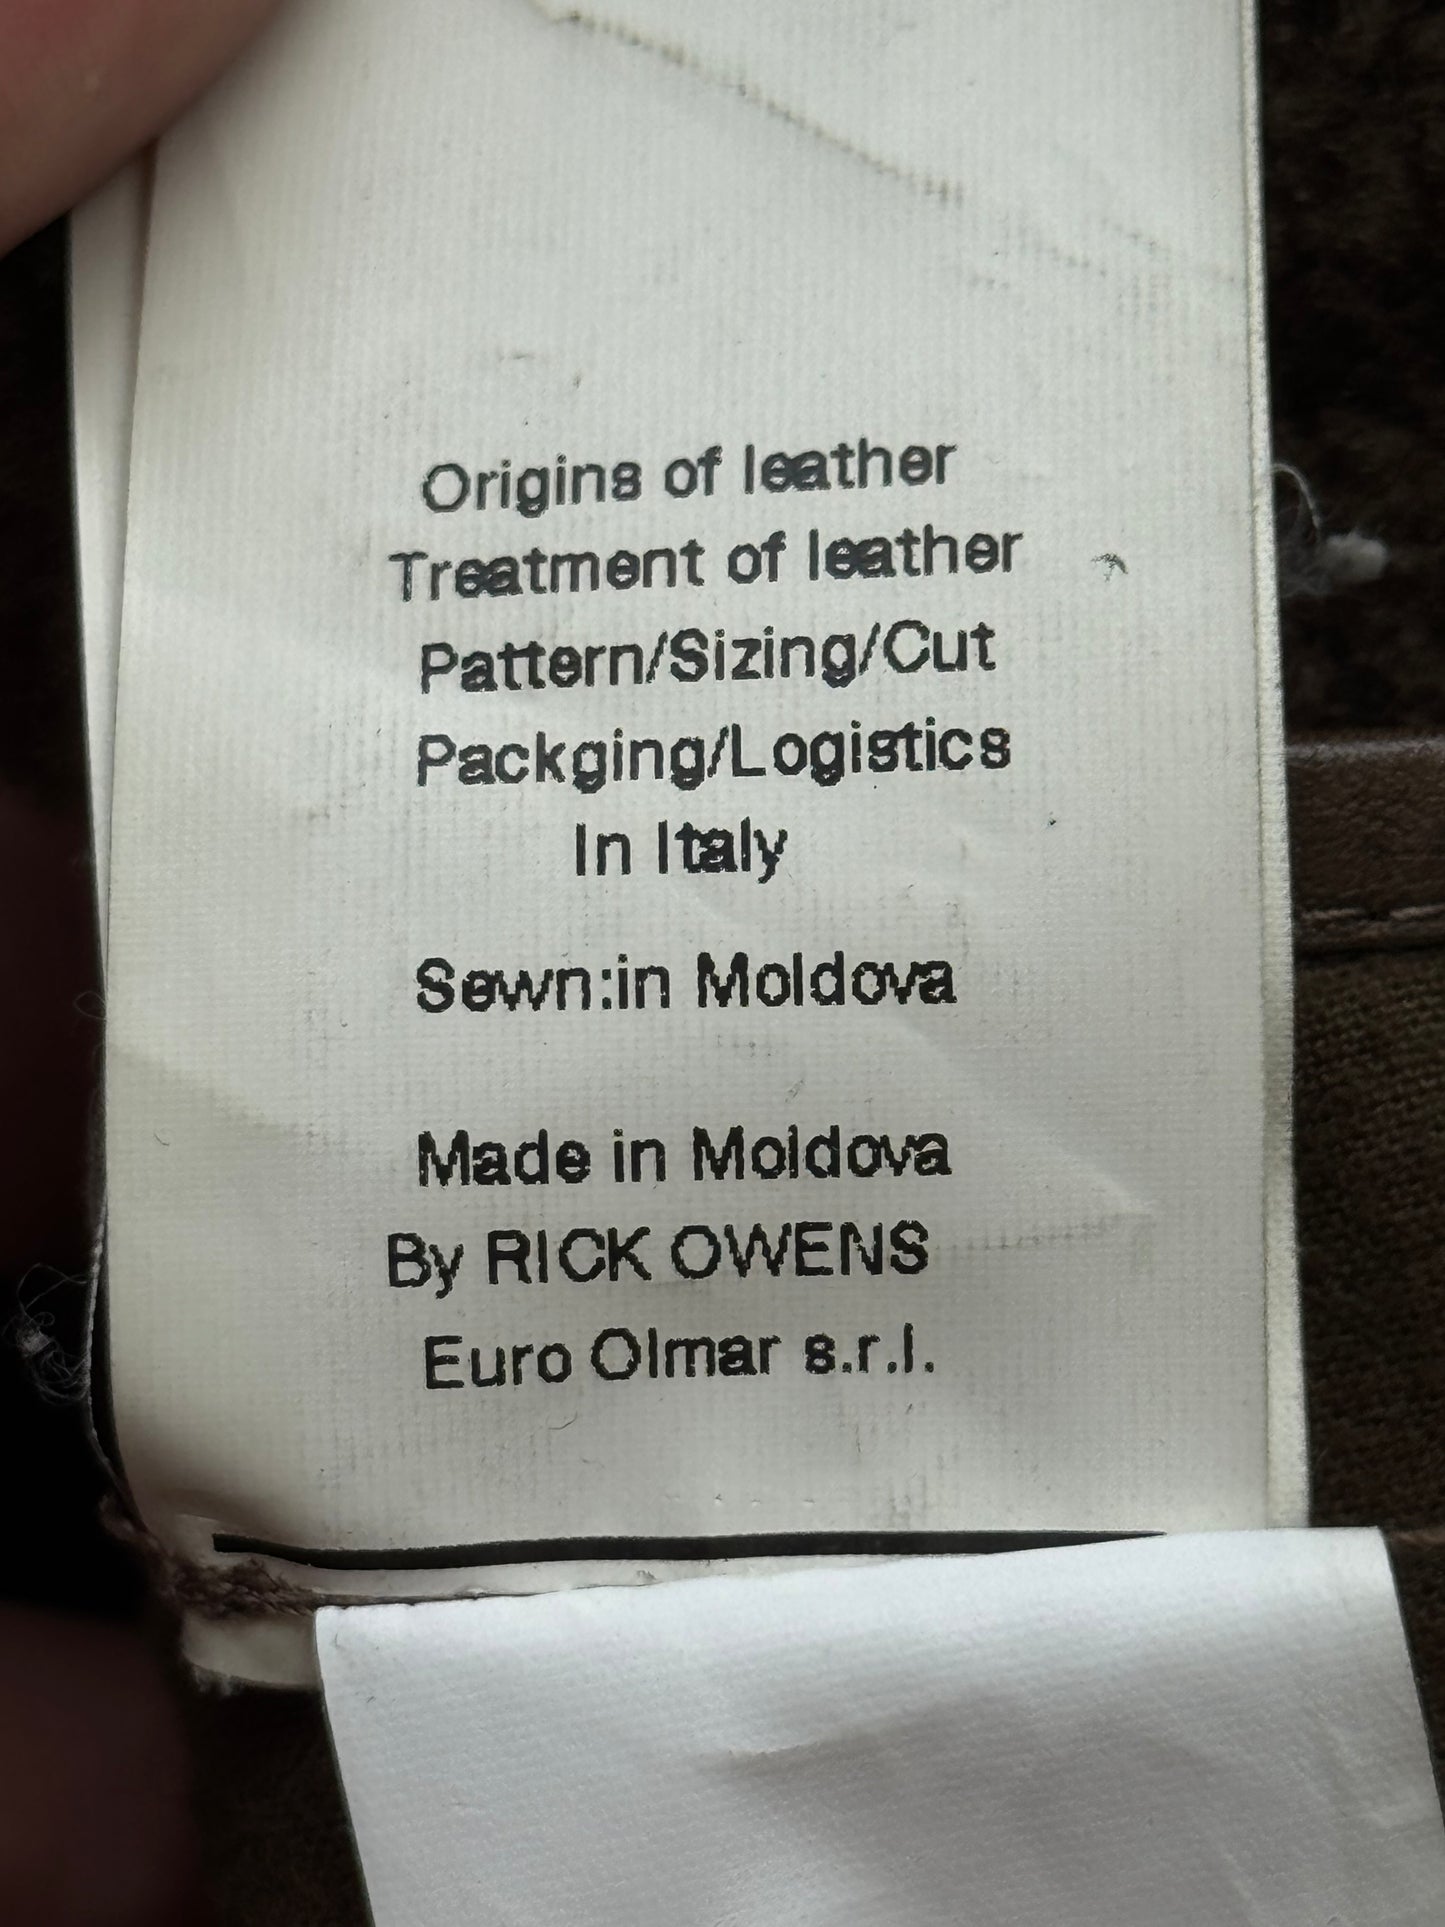 Origins of leather
Treatment of leather
Pattern/Sizing/Cut
Packging/Logistics
In Italy
Sewn:in Moldova
Made in Moldova
By RICK OWENS
Euro Olmar s.r.l.